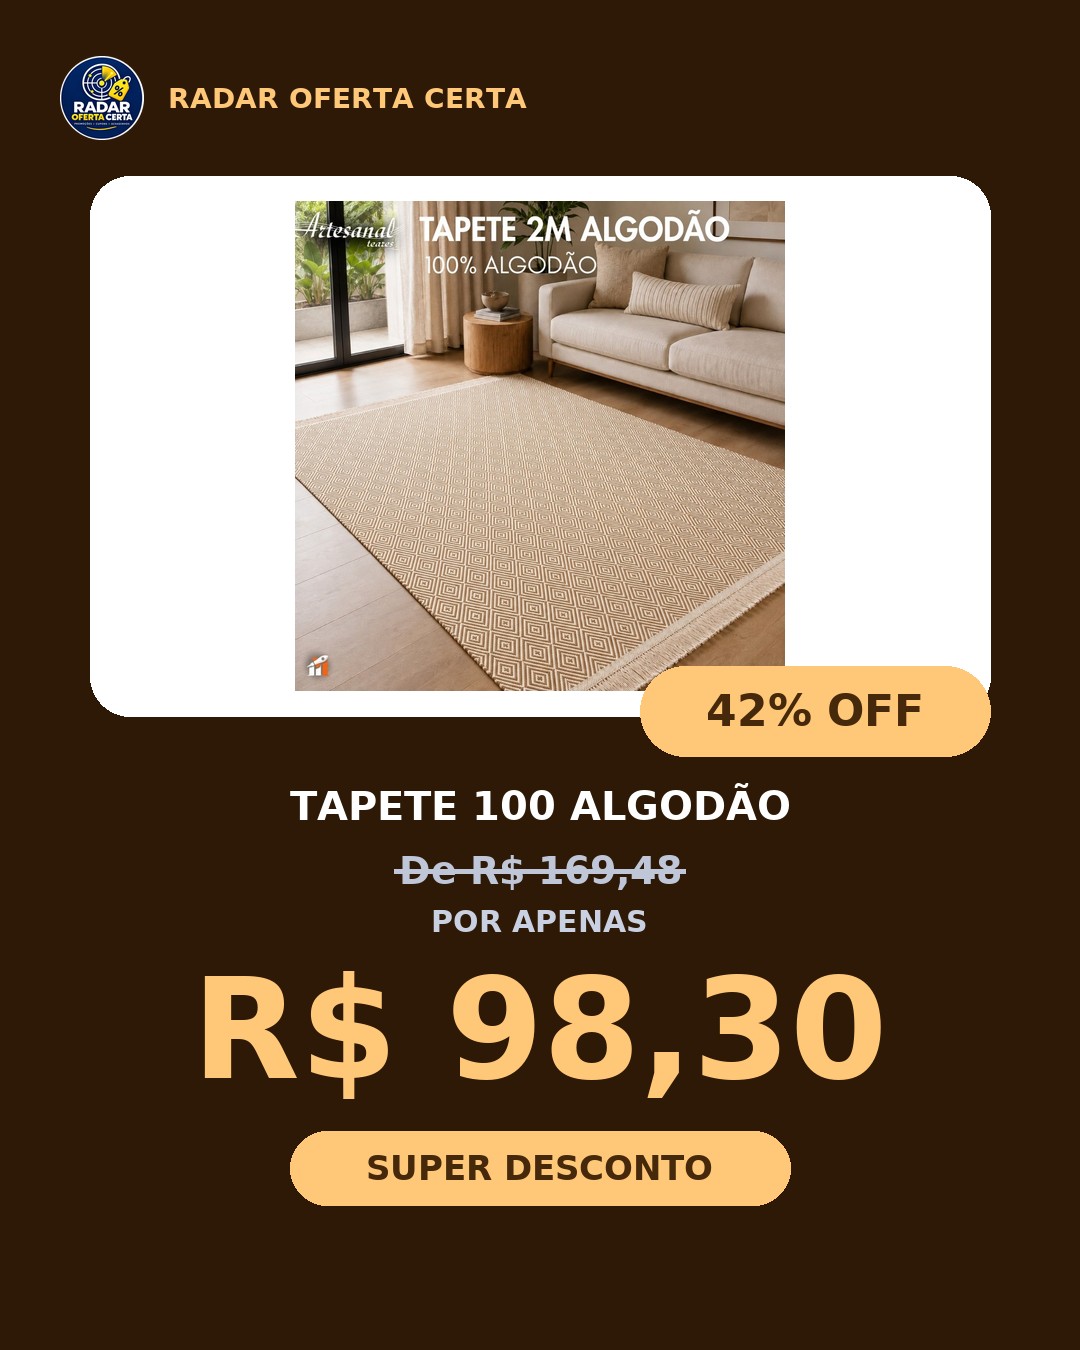 RADAR
OFERTA CERTA
RADAR OFERTA CERTA
Artesanal
teares
TAPETE 2M ALGODÃO
100% ALGODÃO
42% OFF
TAPETE 100 ALGODÃO
De R$ 169,48
POR APENAS
R$ 98,30
SUPER DESCONTO